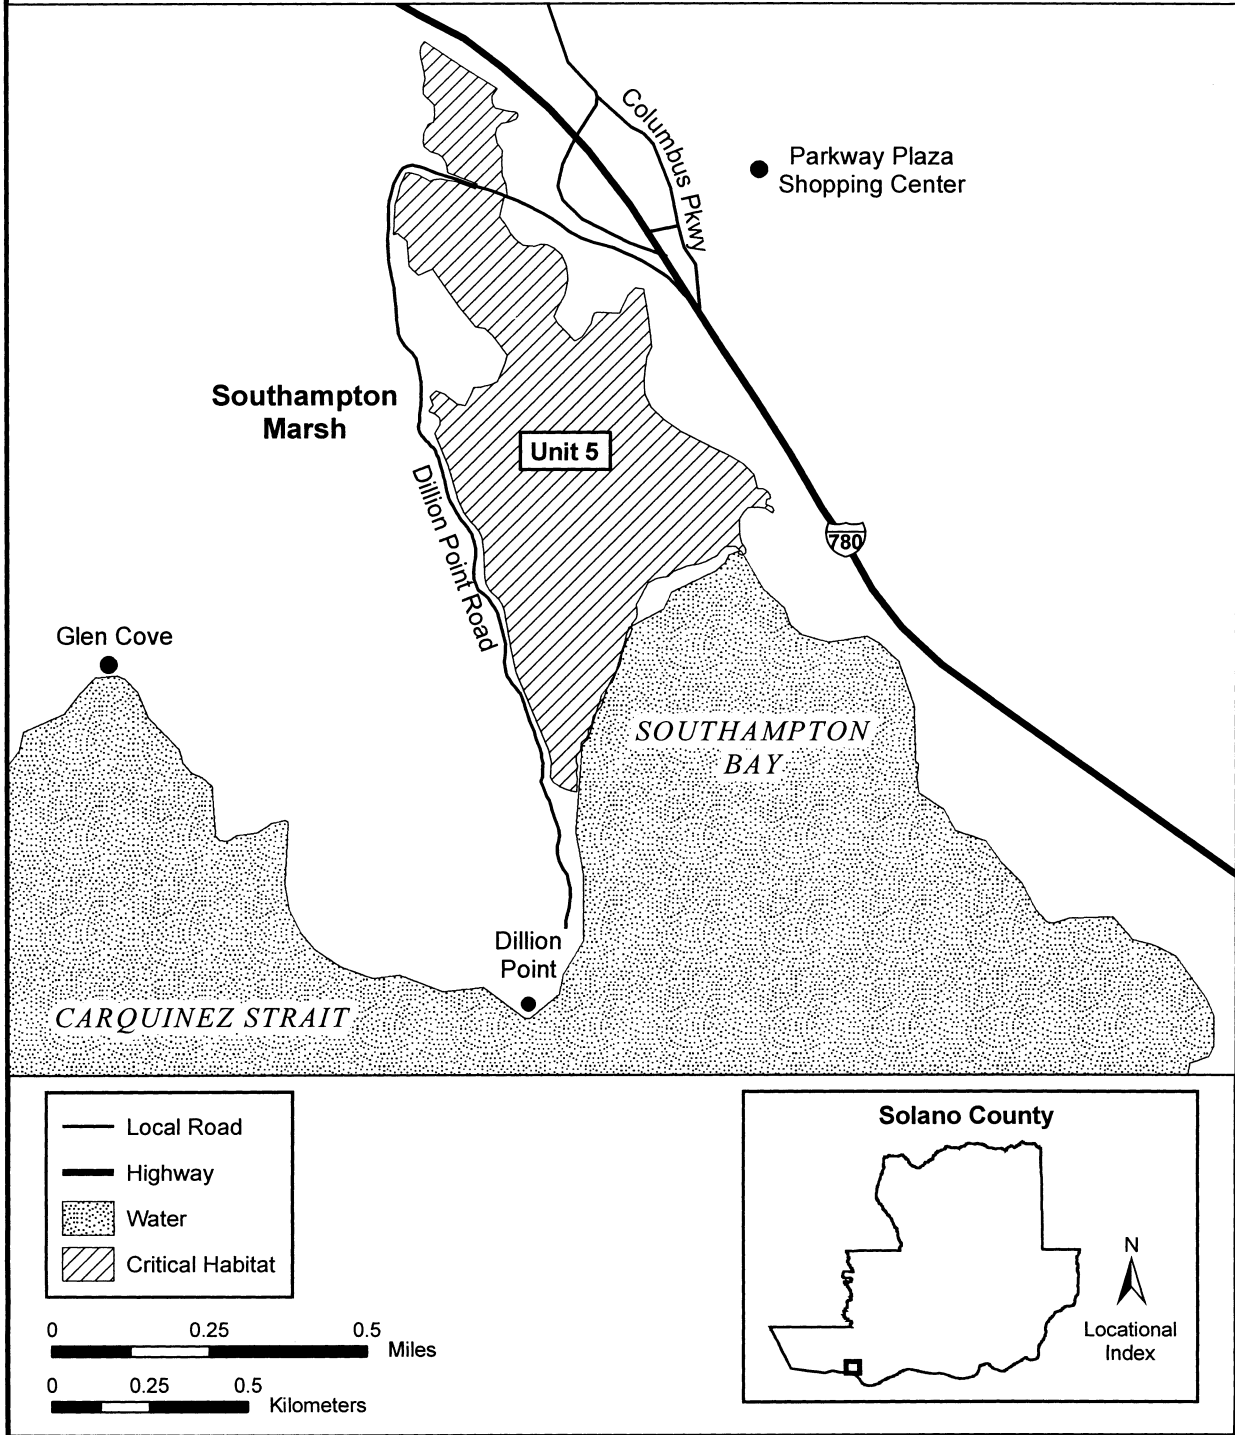 Columbus Pkwy
Parkway Plaza
Shopping Center
Southampton
Marsh
Unit 5
Dillion Point Road
780
Glen Cove
SOUTHAMPTON
BAY
Dillion
Point
CARQUINEZ STRAIT
Local Road
Highway
Water
Critical Habitat
0 0.25 0.5
Miles
0 0.25 0.5
Kilometers
Solano County
N
Locational
Index